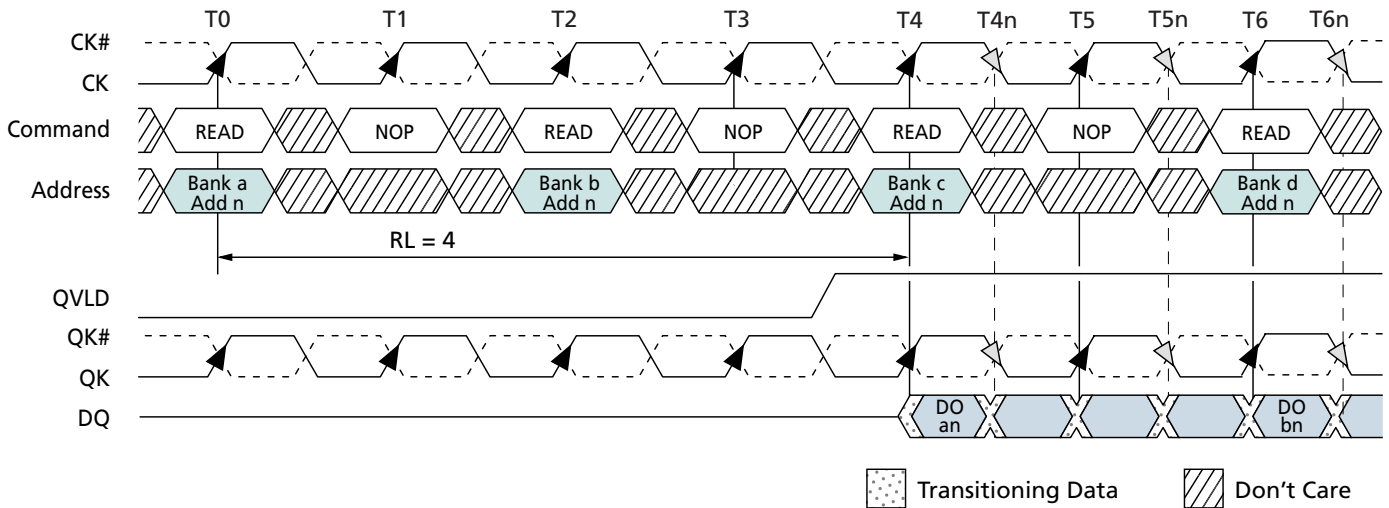 T0 T1 T2 T3 T4 T4n T5 T5n T6 T6n
CK#
CK
Command READ NOP READ NOP READ NOP READ
Address Bank a Add n Bank b Add n Bank c Add n Bank d Add n
RL = 4
QVLD
QK#
QK
DQ DO an DO bn
Transitioning Data Don't Care